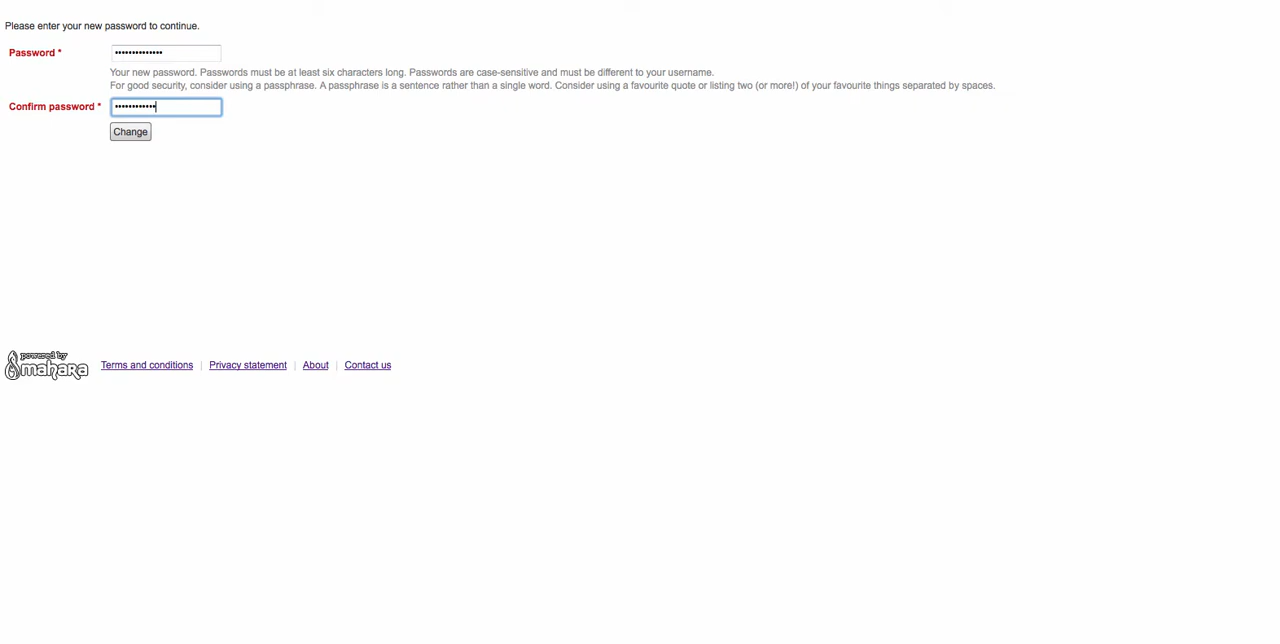 Please enter your new password to continue.
Password *
••••••••••••••
Your new password. Passwords must be at least six characters long. Passwords are case-sensitive and must be different to your username.
For good security, consider using a passphrase. A passphrase is a sentence rather than a single word. Consider using a favourite quote or listing two (or more!) of your favourite things separated by spaces.
Confirm password *
••••••••••••
Change
powered by
mahara
Terms and conditions | Privacy statement | About | Contact us